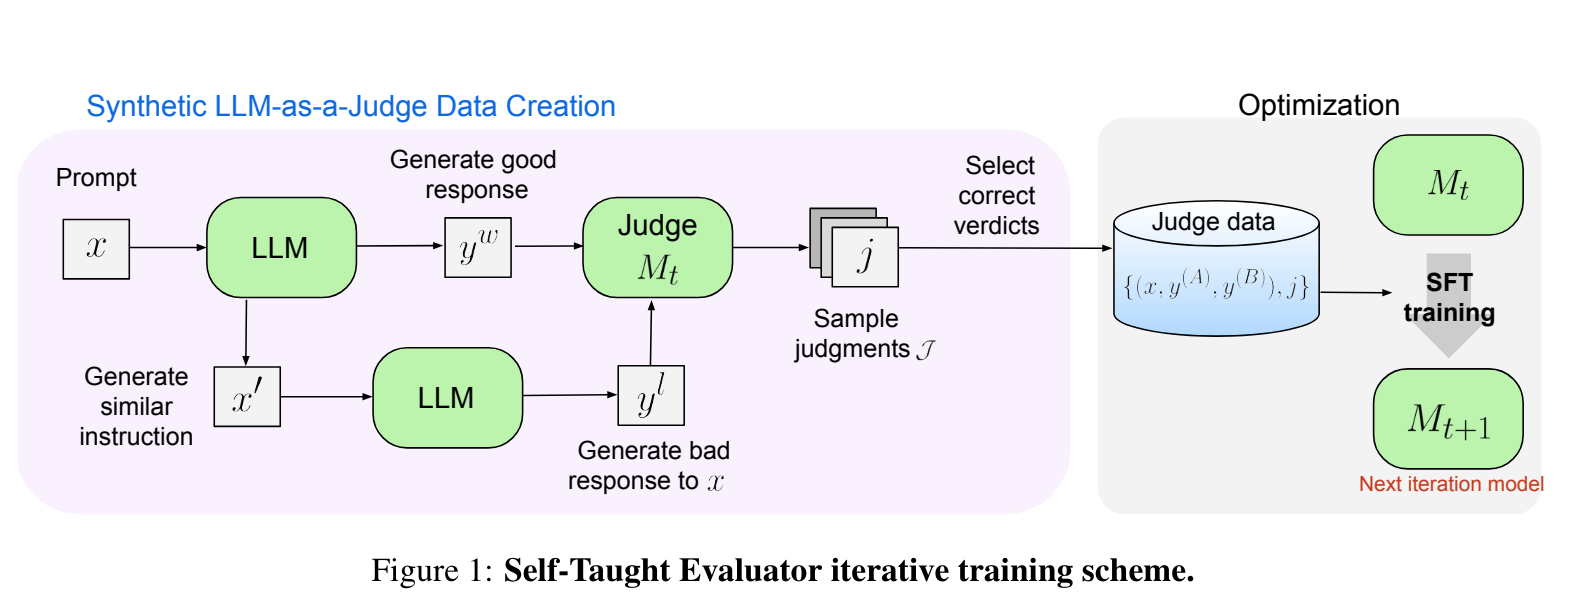 Synthetic LLM-as-a-Judge Data Creation
Optimization
Prompt
x
LLM
Generate good
response
y^w
Judge
M_t
j
Sample
judgments 𝒥
Select
correct
verdicts
Generate
similar
instruction
x′
LLM
y^l
Generate bad
response to x
Judge data
{(x, y^(A), y^(B)), j}
M_t
SFT
training
M_{t+1}
Next iteration model
Figure 1: Self-Taught Evaluator iterative training scheme.